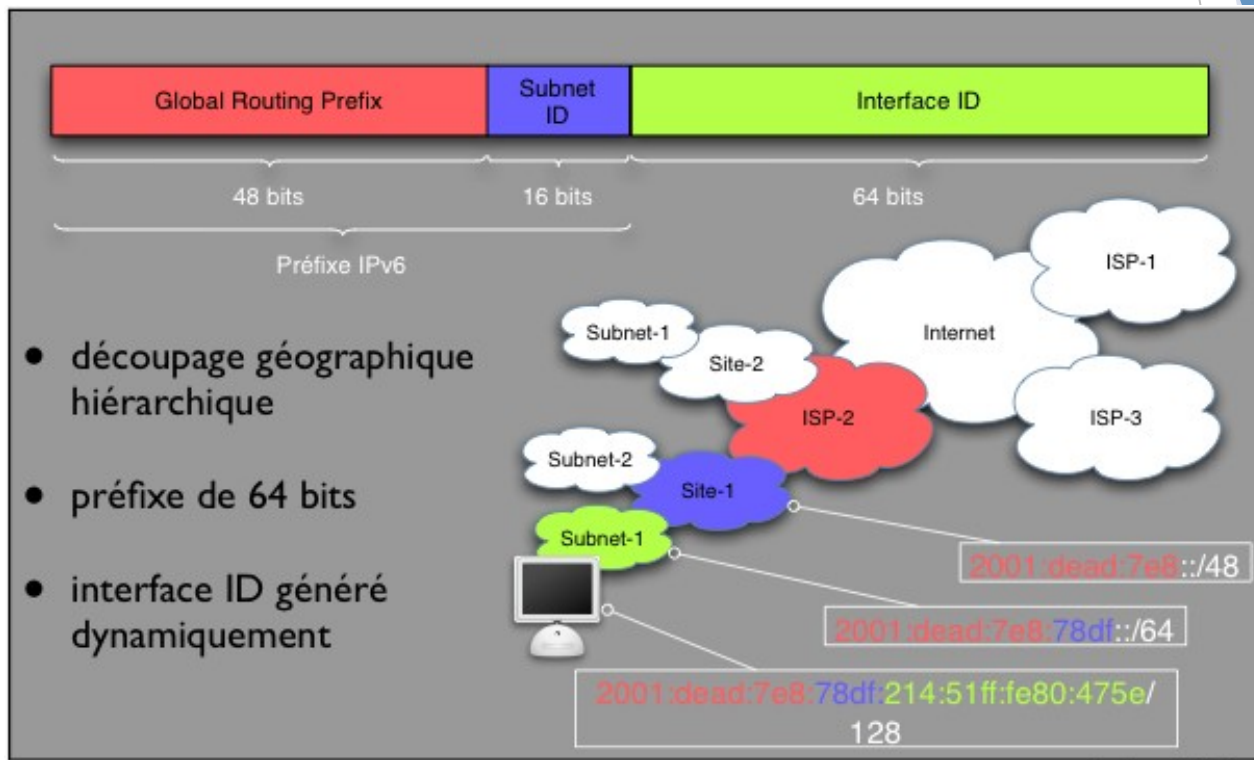 Global Routing Prefix
Subnet
ID
Interface ID
48 bits
16 bits
64 bits
Préfixe IPv6
ISP-1
Internet
Subnet-1
Site-2
ISP-2
ISP-3
Subnet-2
Site-1
Subnet-1
• découpage géographique
hiérarchique
• préfixe de 64 bits
• interface ID généré
dynamiquement
2001:dead:7e8::/48
2001:dead:7e8:78df::/64
2001:dead:7e8:78df:214:51ff:fe80:475e/
128